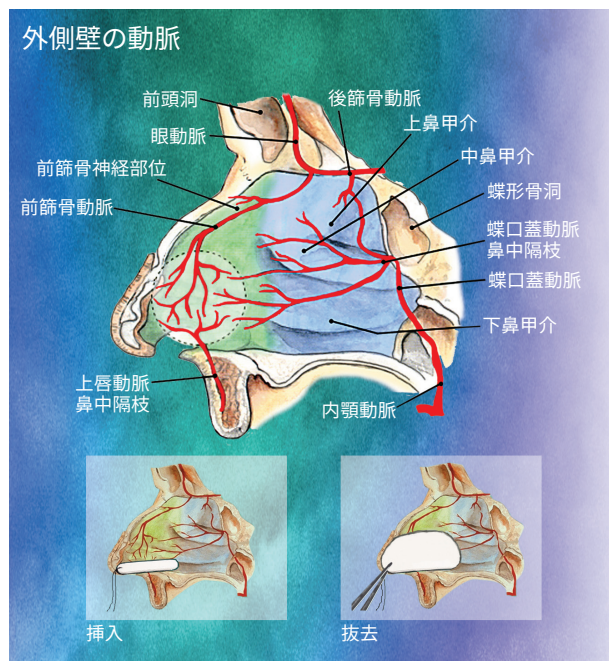 外側壁の動脈
前頭洞
後篩骨動脈
上鼻甲介
眼動脈
中鼻甲介
前篩骨神経部位
蝶形骨洞
前篩骨動脈
蝶口蓋動脈
鼻中隔枝
蝶口蓋動脈
下鼻甲介
上唇動脈
鼻中隔枝
内顎動脈
挿入
抜去